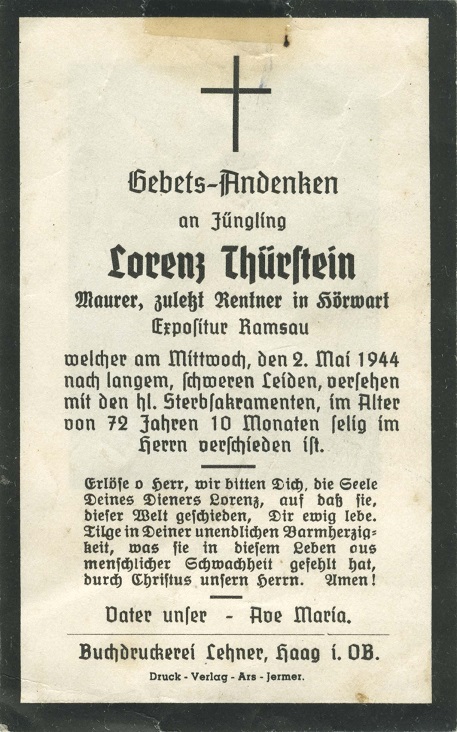 Gebets-Andenken
an Jüngling
Lorenz Thürstein
Maurer, zuletzt Rentner in Hörwart
Expositur Ramsau
welcher am Mittwoch, den 2. Mai 1944
nach langem, schweren Leiden, versehen
mit den hl. Sterbsakramenten, im Alter
von 72 Jahren 10 Monaten selig im
Herrn verschieden ist.
Erlöse o Herr, wir bitten Dich, die Seele
Deines Dieners Lorenz, auf daß sie,
dieser Welt geschieden, Dir ewig lebe.
Tilge in Deiner unendlichen Barmherzig-
keit, was sie in diesem Leben aus
menschlicher Schwachheit gefehlt hat,
durch Christus unsern Herrn. Amen!
Vater unser - Ave Maria.
Buchdruckerei Lehner, Haag i. OB.
Druck - Verlag - Ars - Jermer.